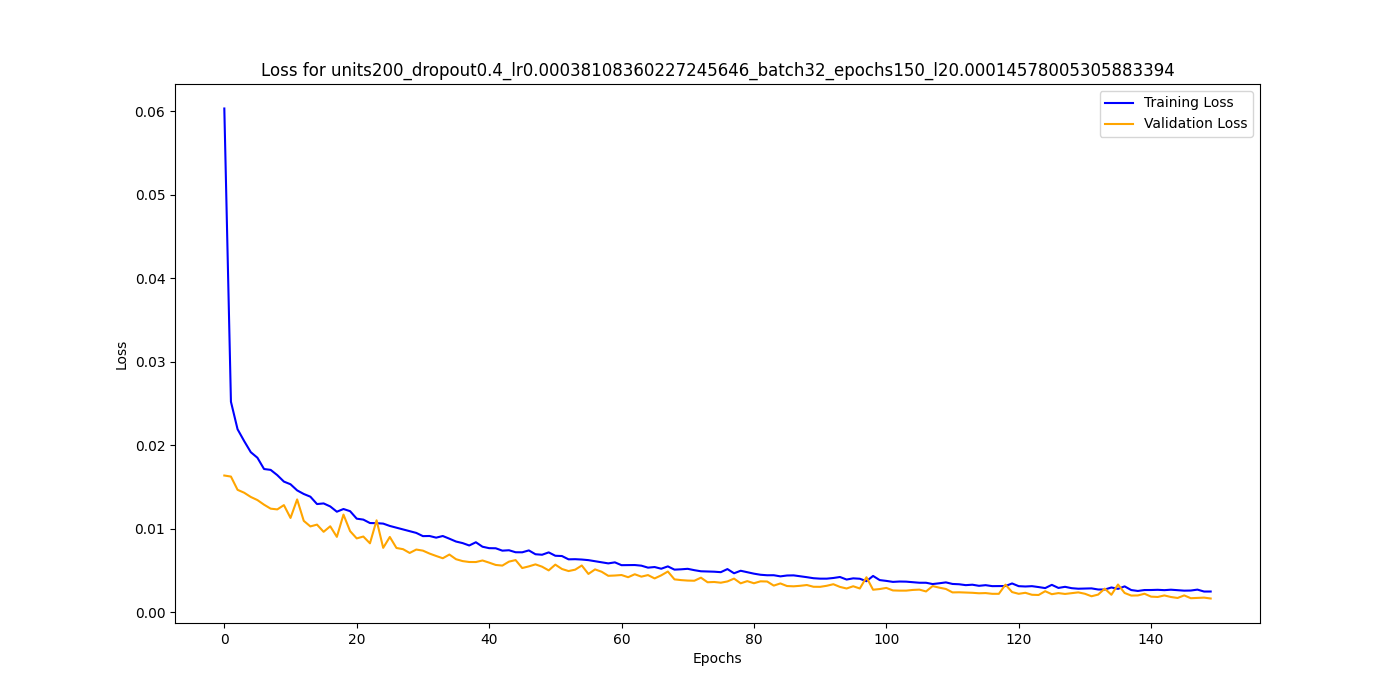 Loss for units200_dropout0.4_lr0.00038108360227245646_batch32_epochs150_l20.00014578005305883394
Training Loss
Validation Loss
0.06
0.05
0.04
0.03
0.02
0.01
0.00
Loss
0 20 40 60 80 100 120 140
Epochs